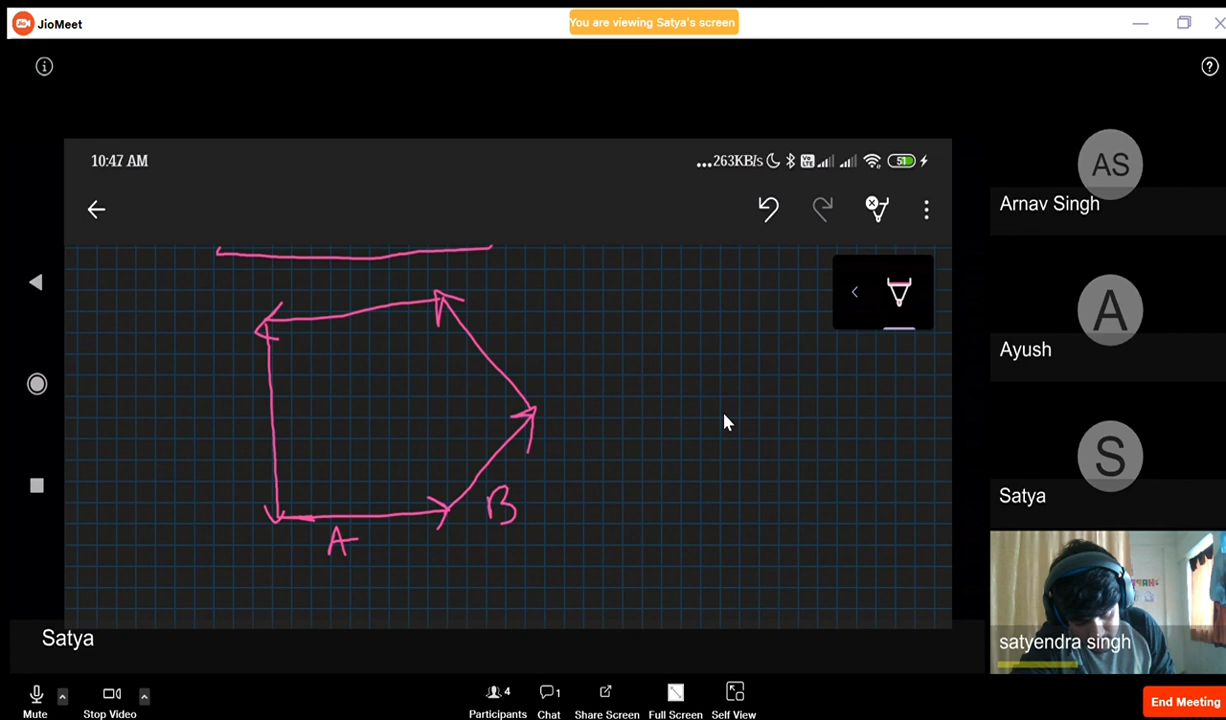 JioMeet
You are viewing Satya's screen
10:47 AM
...263KB/s
51
AS
Arnav Singh
A
Ayush
S
Satya
A
B
satyendra singh
Satya
Mute
Stop Video
4
Participants
1
Chat
Share Screen
Full Screen
Self View
End Meeting